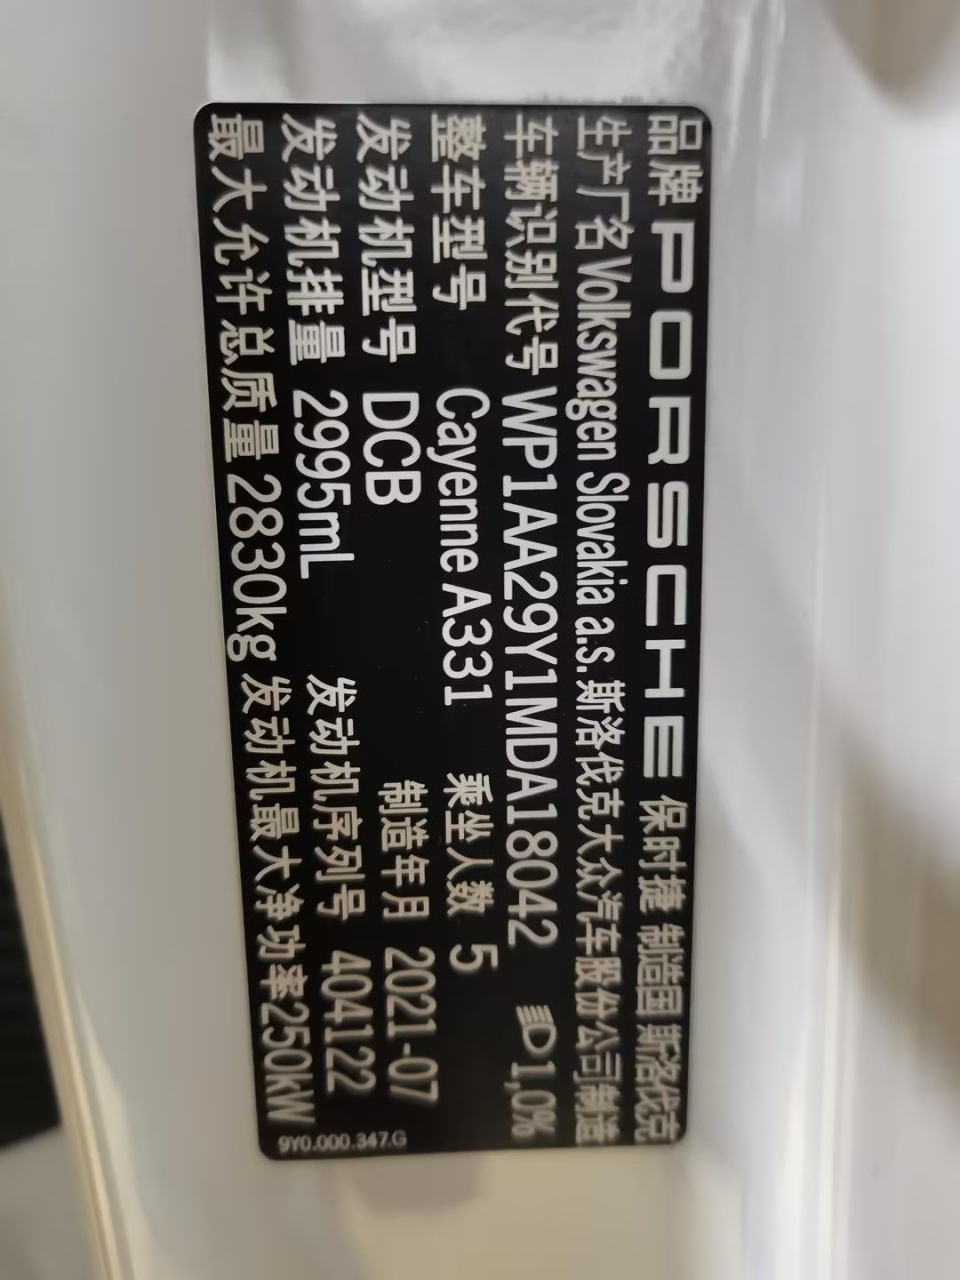 品牌 PORSCHE 保时捷 制造国 斯洛伐克
生产厂名 Volkswagen Slovakia a.s. 斯洛伐克大众汽车股份公司制造
车辆识别代号 WP1AA29Y1MDA18042 1,0%
整车型号 Cayenne A331 乘坐人数 5
发动机型号 DCB 制造年月 2021-07
发动机排量 2995mL 发动机序列号 404122
最大允许总质量 2830kg 发动机最大净功率250kW
9Y0.000.347.G